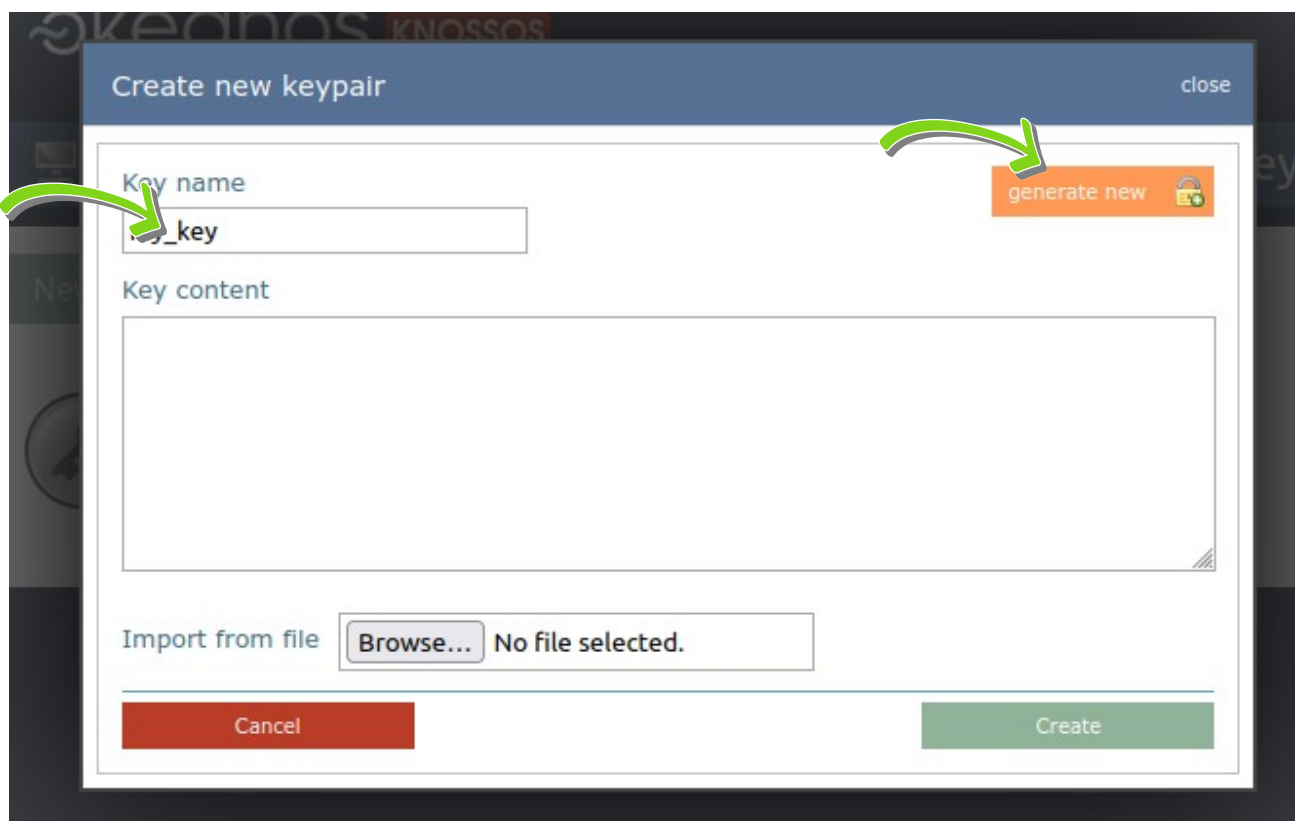 KNOSSOS
Create new keypair
close
Key name
generate new
Key content
Import from file
Browse...
No file selected.
Cancel
Create